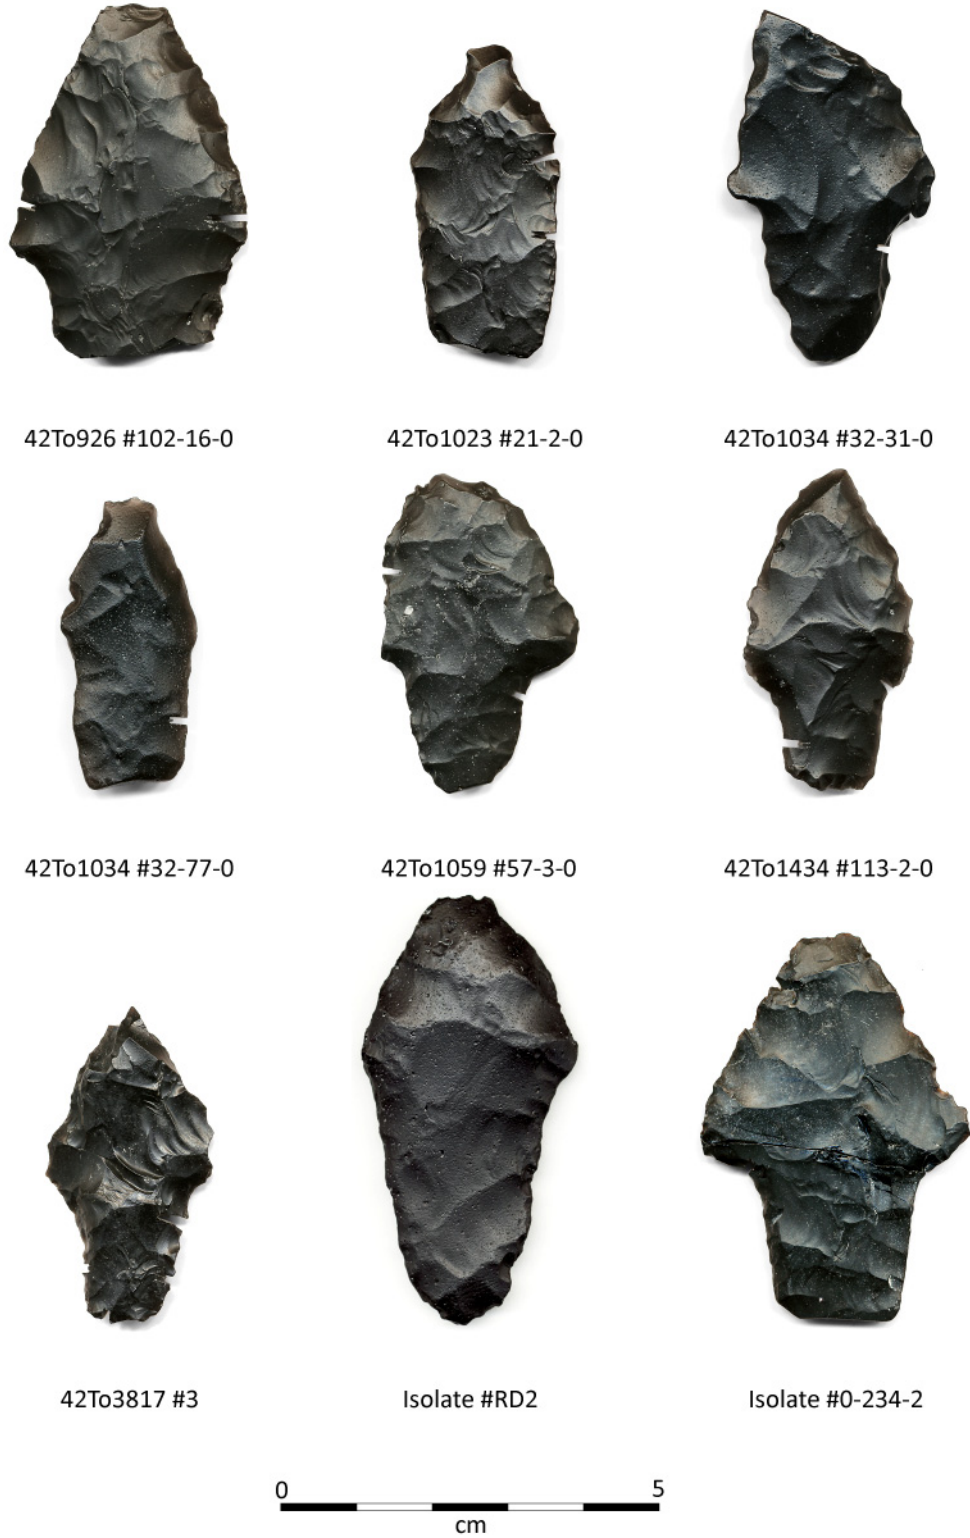 42To926 #102-16-0
42To1023 #21-2-0
42To1034 #32-31-0
42To1034 #32-77-0
42To1059 #57-3-0
42To1434 #113-2-0
42To3817 #3
Isolate #RD2
Isolate #0-234-2
0
5
cm